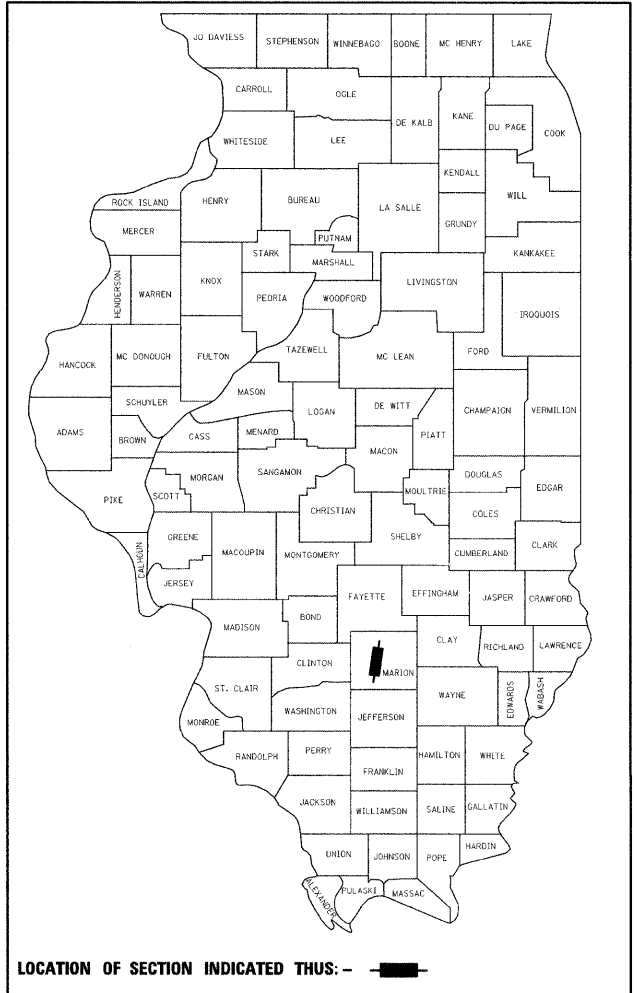 JO DAVIESS
STEPHENSON
WINNEBAGO
BOONE
MC HENRY
LAKE
CARROLL
OGLE
DE KALB
KANE
DU PAGE
COOK
WHITESIDE
LEE
KENDALL
WILL
ROCK ISLAND
HENRY
BUREAU
LA SALLE
GRUNDY
MERCER
PUTNAM
STARK
MARSHALL
KANKAKEE
HENDERSON
WARREN
KNOX
PEORIA
WOODFORD
LIVINGSTON
IROQUOIS
HANCOCK
MC DONOUGH
FULTON
TAZEWELL
MC LEAN
FORD
SCHUYLER
MASON
LOGAN
DE WITT
CHAMPAIGN
VERMILION
ADAMS
BROWN
CASS
MENARD
PIATT
MACON
PIKE
SCOTT
MORGAN
SANGAMON
CHRISTIAN
MOULTRIE
DOUGLAS
EDGAR
COLES
CALHOUN
GREENE
MACOUPIN
MONTGOMERY
SHELBY
CUMBERLAND
CLARK
JERSEY
FAYETTE
EFFINGHAM
JASPER
CRAWFORD
BOND
MADISON
CLAY
RICHLAND
LAWRENCE
CLINTON
MARION
ST. CLAIR
WAYNE
EDWARDS
WABASH
MONROE
WASHINGTON
JEFFERSON
RANDOLPH
PERRY
HAMILTON
WHITE
FRANKLIN
JACKSON
WILLIAMSON
SALINE
GALLATIN
UNION
JOHNSON
POPE
HARDIN
ALEXANDER
PULASKI
MASSAC
LOCATION OF SECTION INDICATED THUS: -